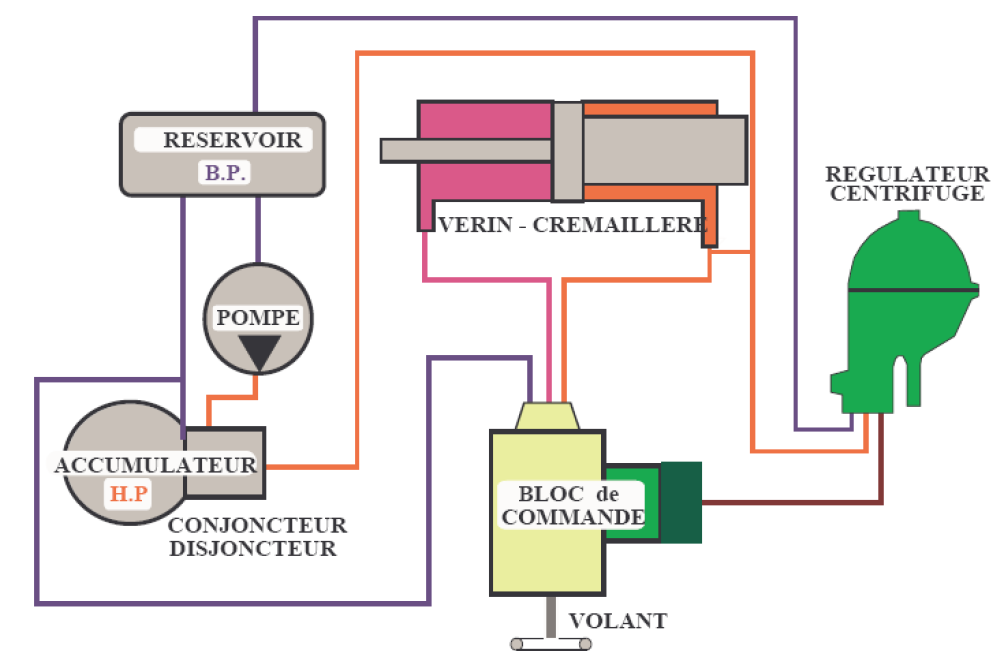 RESERVOIR
B.P.
REGULATEUR
CENTRIFUGE
VERIN - CREMAILLERE
POMPE
ACCUMULATEUR
H.P
CONJONCTEUR
DISJONCTEUR
BLOC de
COMMANDE
VOLANT